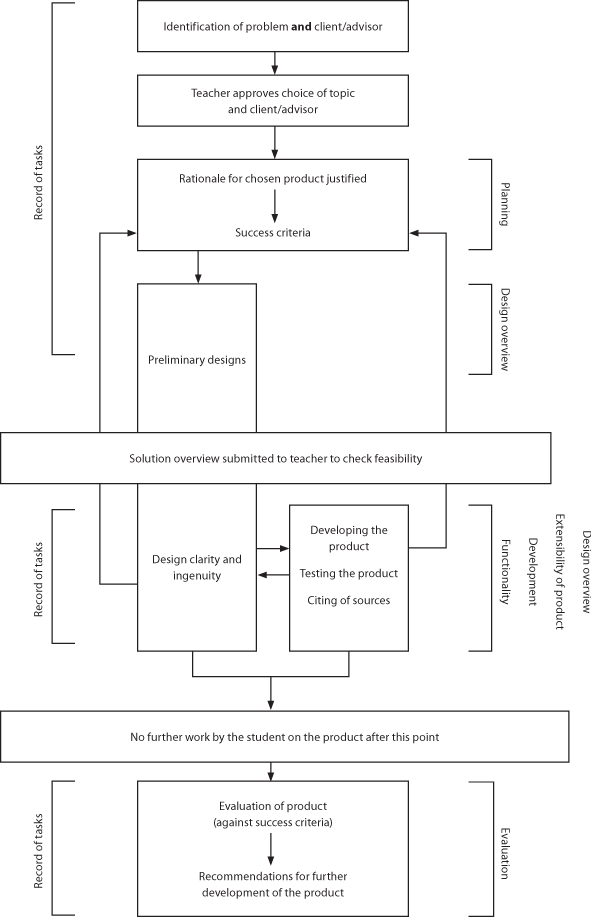 Identification of problem and client/advisor
Teacher approves choice of topic
and client/advisor
Record of tasks
Rationale for chosen product justified
Success criteria
Planning
Preliminary designs
Design overview
Solution overview submitted to teacher to check feasibility
Record of tasks
Design clarity and
ingenuity
Developing the
product
Testing the product
Citing of sources
Functionality
Development
Extensibility of product
Design overview
No further work by the student on the product after this point
Record of tasks
Evaluation of product
(against success criteria)
Recommendations for further
development of the product
Evaluation